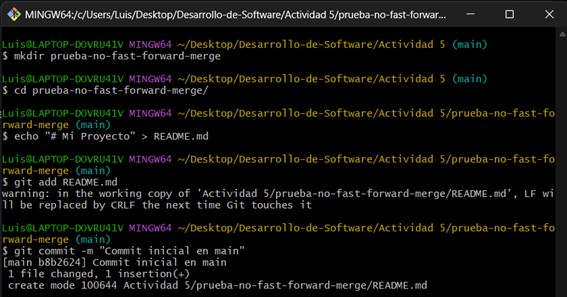 MINGW64:/c/Users/Luis/Desktop/Desarrollo-de-Software/Actividad 5/prueba-no-fast-forwar...
Luis@LAPTOP-DOVRU41V MINGW64 ~/Desktop/Desarrollo-de-Software/Actividad 5 (main)
$ mkdir prueba-no-fast-forward-merge
Luis@LAPTOP-DOVRU41V MINGW64 ~/Desktop/Desarrollo-de-Software/Actividad 5 (main)
$ cd prueba-no-fast-forward-merge/
Luis@LAPTOP-DOVRU41V MINGW64 ~/Desktop/Desarrollo-de-Software/Actividad 5/prueba-no-fast-fo
rward-merge (main)
$ echo "# Mi Proyecto" > README.md
Luis@LAPTOP-DOVRU41V MINGW64 ~/Desktop/Desarrollo-de-Software/Actividad 5/prueba-no-fast-fo
rward-merge (main)
$ git add README.md
warning: in the working copy of 'Actividad 5/prueba-no-fast-forward-merge/README.md', LF wi
ll be replaced by CRLF the next time Git touches it
Luis@LAPTOP-DOVRU41V MINGW64 ~/Desktop/Desarrollo-de-Software/Actividad 5/prueba-no-fast-fo
rward-merge (main)
$ git commit -m "Commit inicial en main"
[main b8b2624] Commit inicial en main
1 file changed, 1 insertion(+)
create mode 100644 Actividad 5/prueba-no-fast-forward-merge/README.md